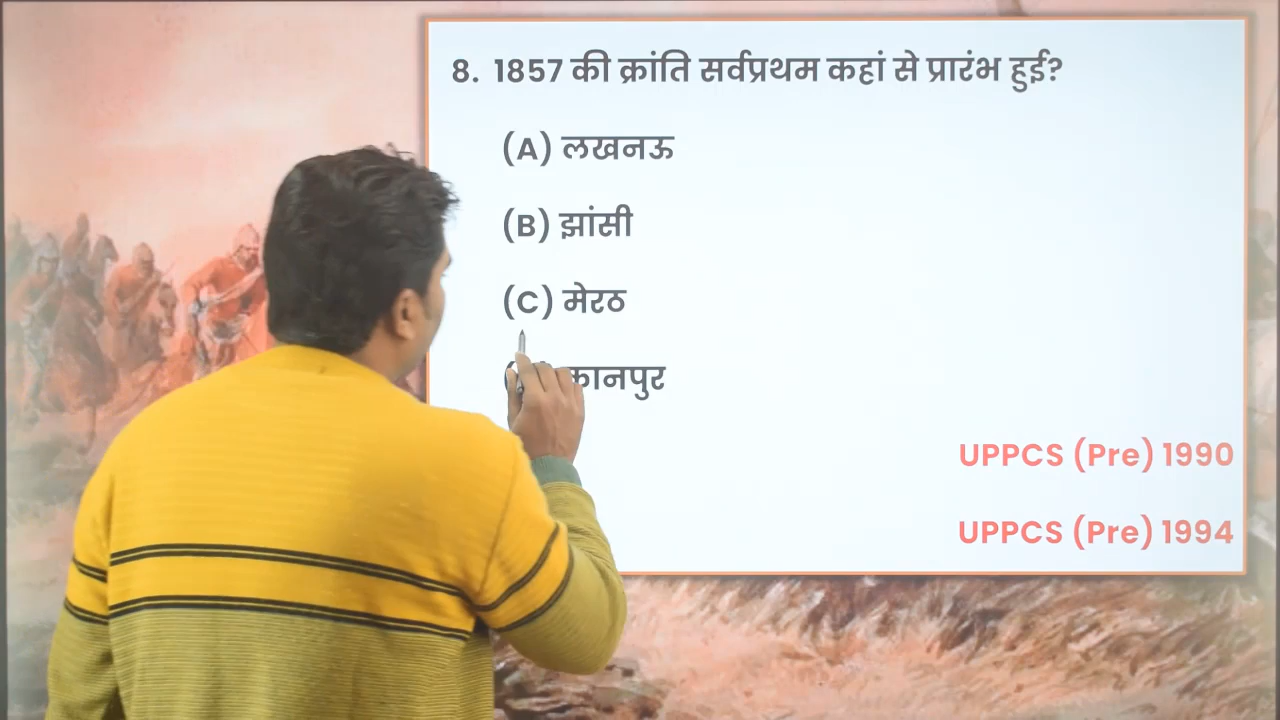 8. 1857 की क्रांति सर्वप्रथम कहां से प्रारंभ हुई?
(A) लखनऊ
(B) झांसी
(C) मेरठ
कानपुर
UPPCS (Pre) 1990
UPPCS (Pre) 1994